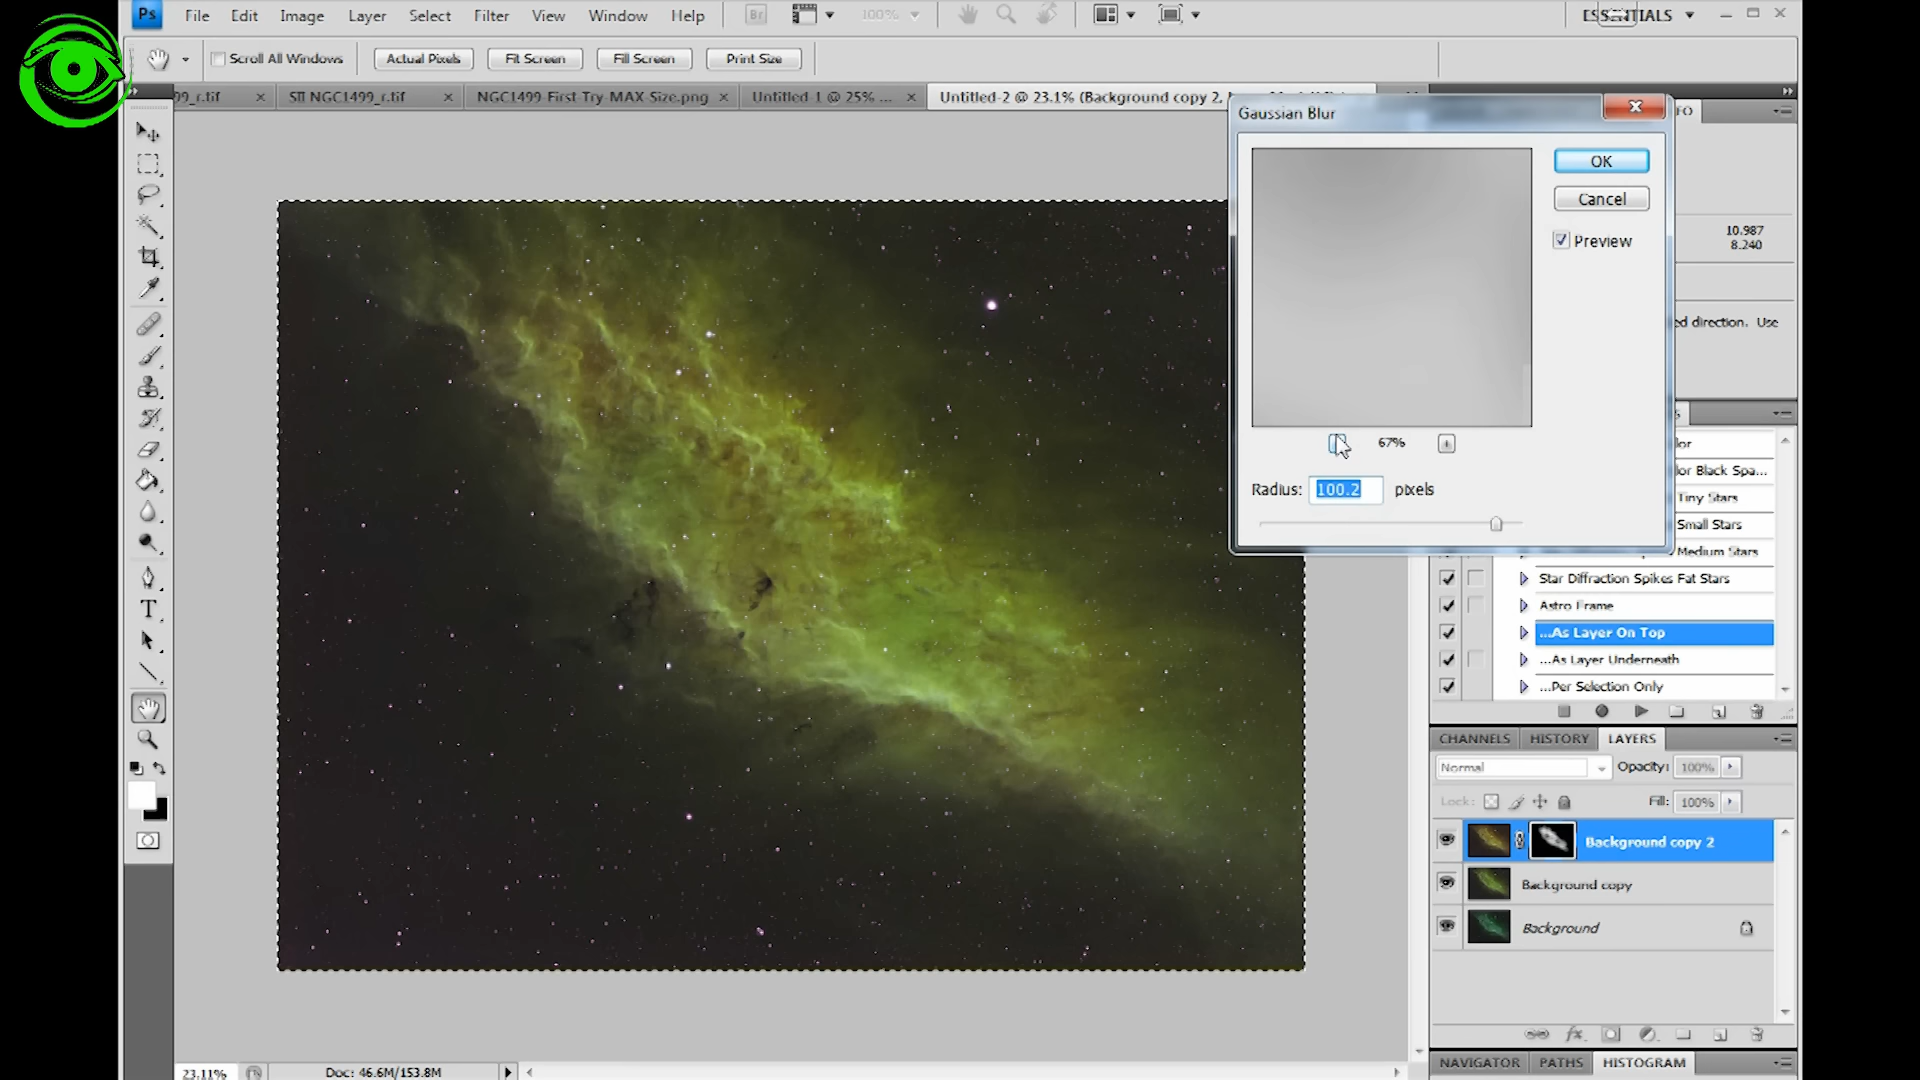 Ps File Edit Image Layer Select Filter View Window Help Br 100% ESSENTIALS
Scroll All Windows Actual Pixels Fit Screen Fill Screen Print Size
99_r.tif SII NGC1499_r.tif NGC1499-First Try-MAX-Size.png Untitled-1 @ 25% ... Untitled-2 @ 23.1% (Background copy 2,
Gaussian Blur
FO
OK
Cancel
Preview
10.987
8.240
ed direction. Use
67%
Radius: 100.2 pixels
lor
lor Black Spa...
Tiny Stars
Small Stars
Medium Stars
Star Diffraction Spikes Fat Stars
Astro Frame
...As Layer On Top
...As Layer Underneath
...Per Selection Only
CHANNELS HISTORY LAYERS
Normal Opacity: 100%
Lock: Fill: 100%
Background copy 2
Background copy
Background
NAVIGATOR PATHS HISTOGRAM
23.11% Doc: 46.6M/153.8M